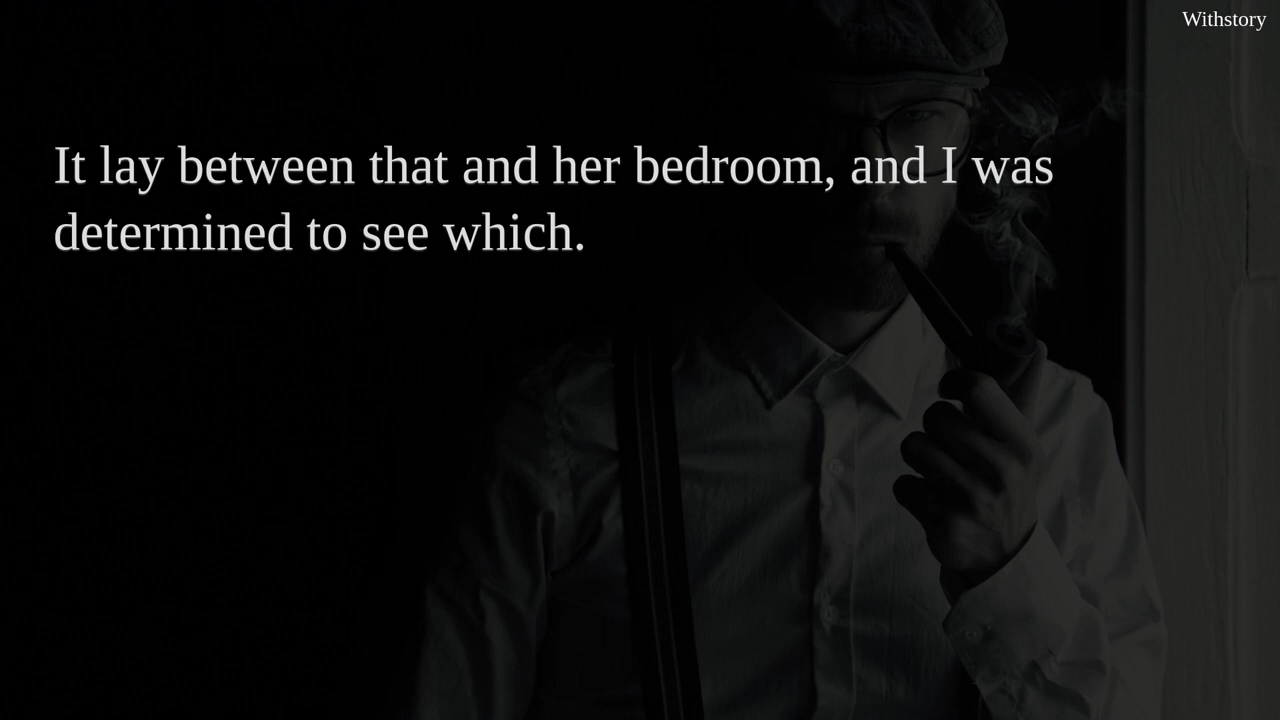 Withstory
It lay between that and her bedroom, and I was
determined to see which.